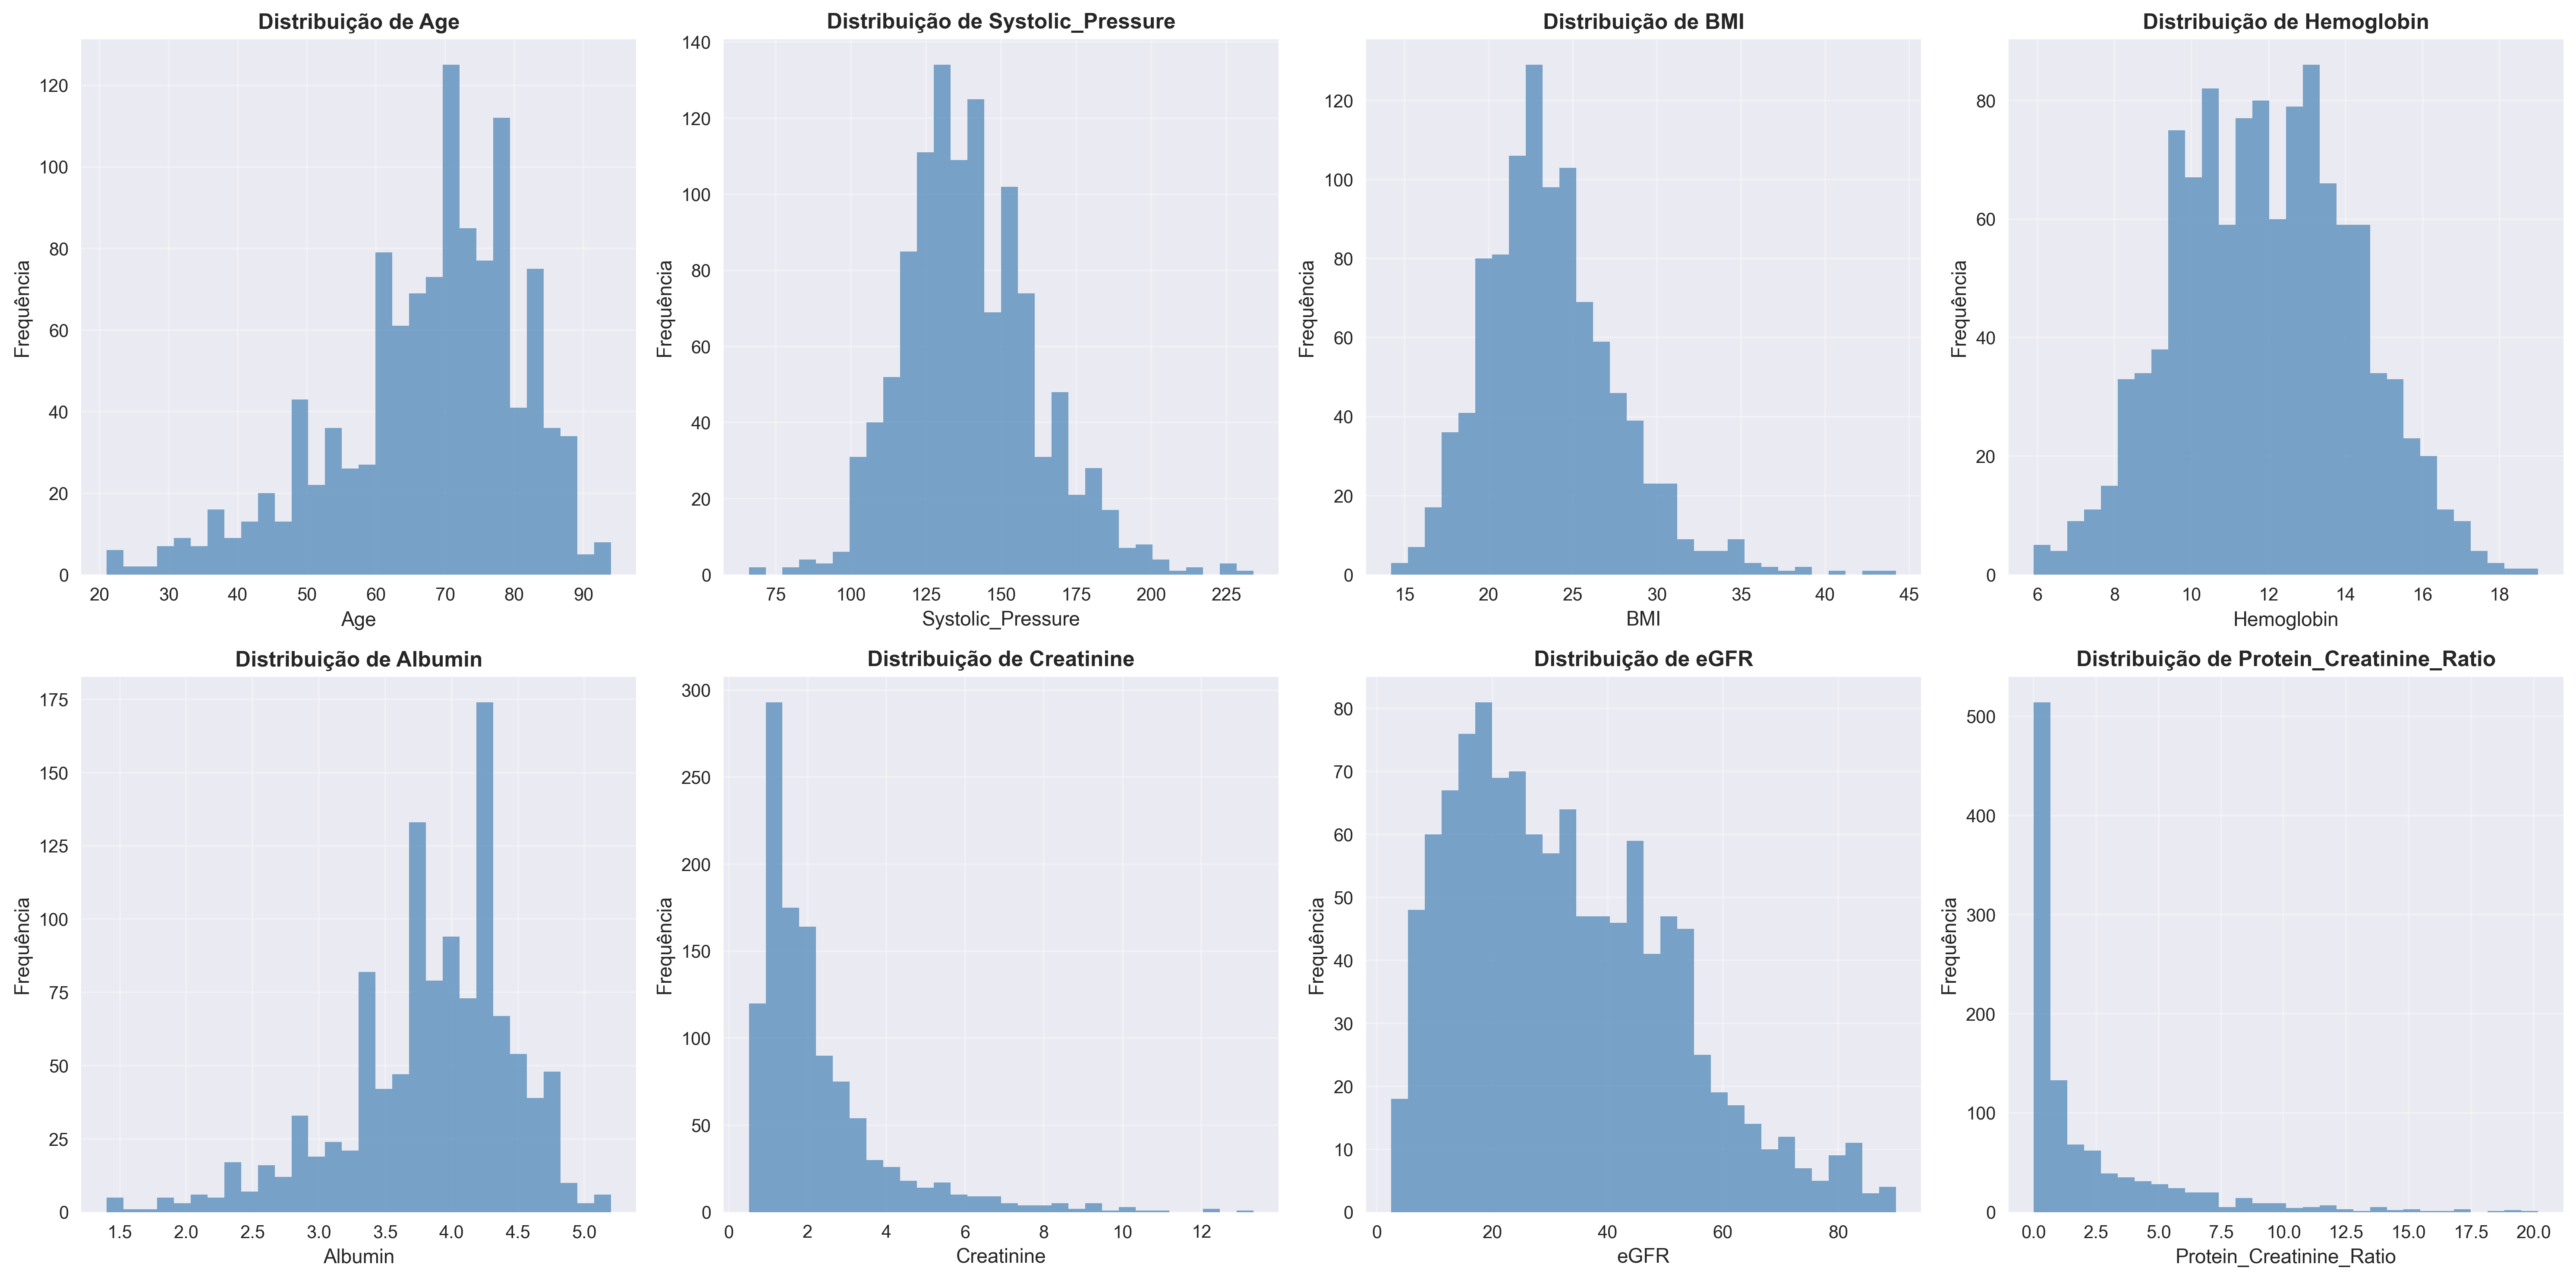 Distribuição de Age
Frequência
120
100
80
60
40
20
0
20 30 40 50 60 70 80 90
Age
Distribuição de Systolic_Pressure
Frequência
140
120
100
80
60
40
20
0
75 100 125 150 175 200 225
Systolic_Pressure
Distribuição de BMI
Frequência
120
100
80
60
40
20
0
15 20 25 30 35 40 45
BMI
Distribuição de Hemoglobin
Frequência
80
60
40
20
0
6 8 10 12 14 16 18
Hemoglobin
Distribuição de Albumin
Frequência
175
150
125
100
75
50
25
0
1.5 2.0 2.5 3.0 3.5 4.0 4.5 5.0
Albumin
Distribuição de Creatinine
Frequência
300
250
200
150
100
50
0
0 2 4 6 8 10 12
Creatinine
Distribuição de eGFR
Frequência
80
70
60
50
40
30
20
10
0
0 20 40 60 80
eGFR
Distribuição de Protein_Creatinine_Ratio
Frequência
500
400
300
200
100
0
0.0 2.5 5.0 7.5 10.0 12.5 15.0 17.5 20.0
Protein_Creatinine_Ratio